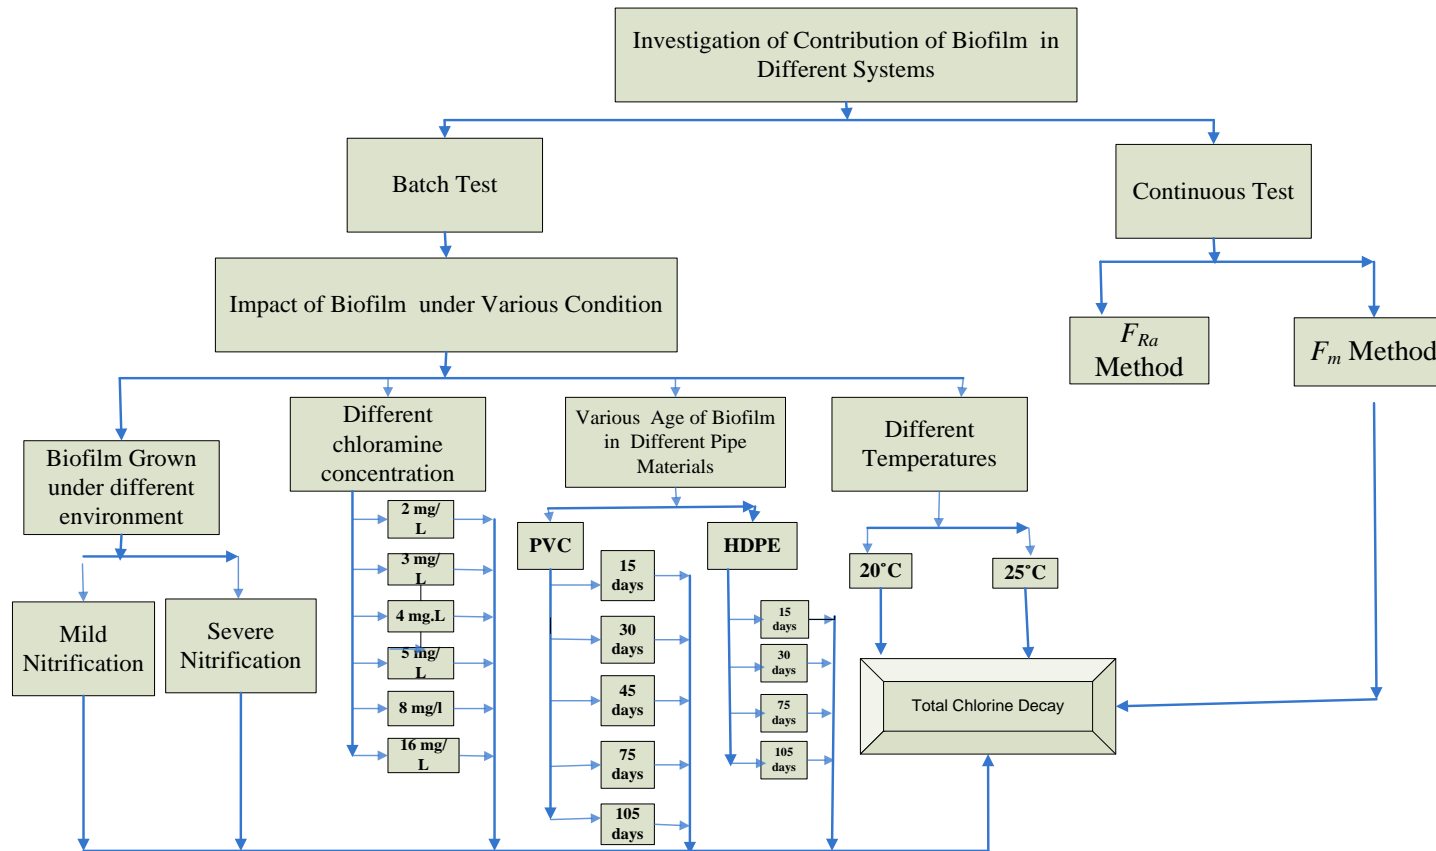 Investigation of Contribution of Biofilm in
Different Systems
Batch Test
Continuous Test
Impact of Biofilm under Various Condition
F_Ra
Method
F_m Method
Biofilm Grown
under different
environment
Different
chloramine
concentration
Various Age of Biofilm
in Different Pipe
Materials
Different
Temperatures
Mild
Nitrification
Severe
Nitrification
2 mg/
L
3 mg/
L
4 mg.L
5 mg/
L
8 mg/l
16 mg/
L
PVC
15
days
30
days
45
days
75
days
105
days
HDPE
15
days
30
days
75
days
105
days
20˚C
25˚C
Total Chlorine Decay